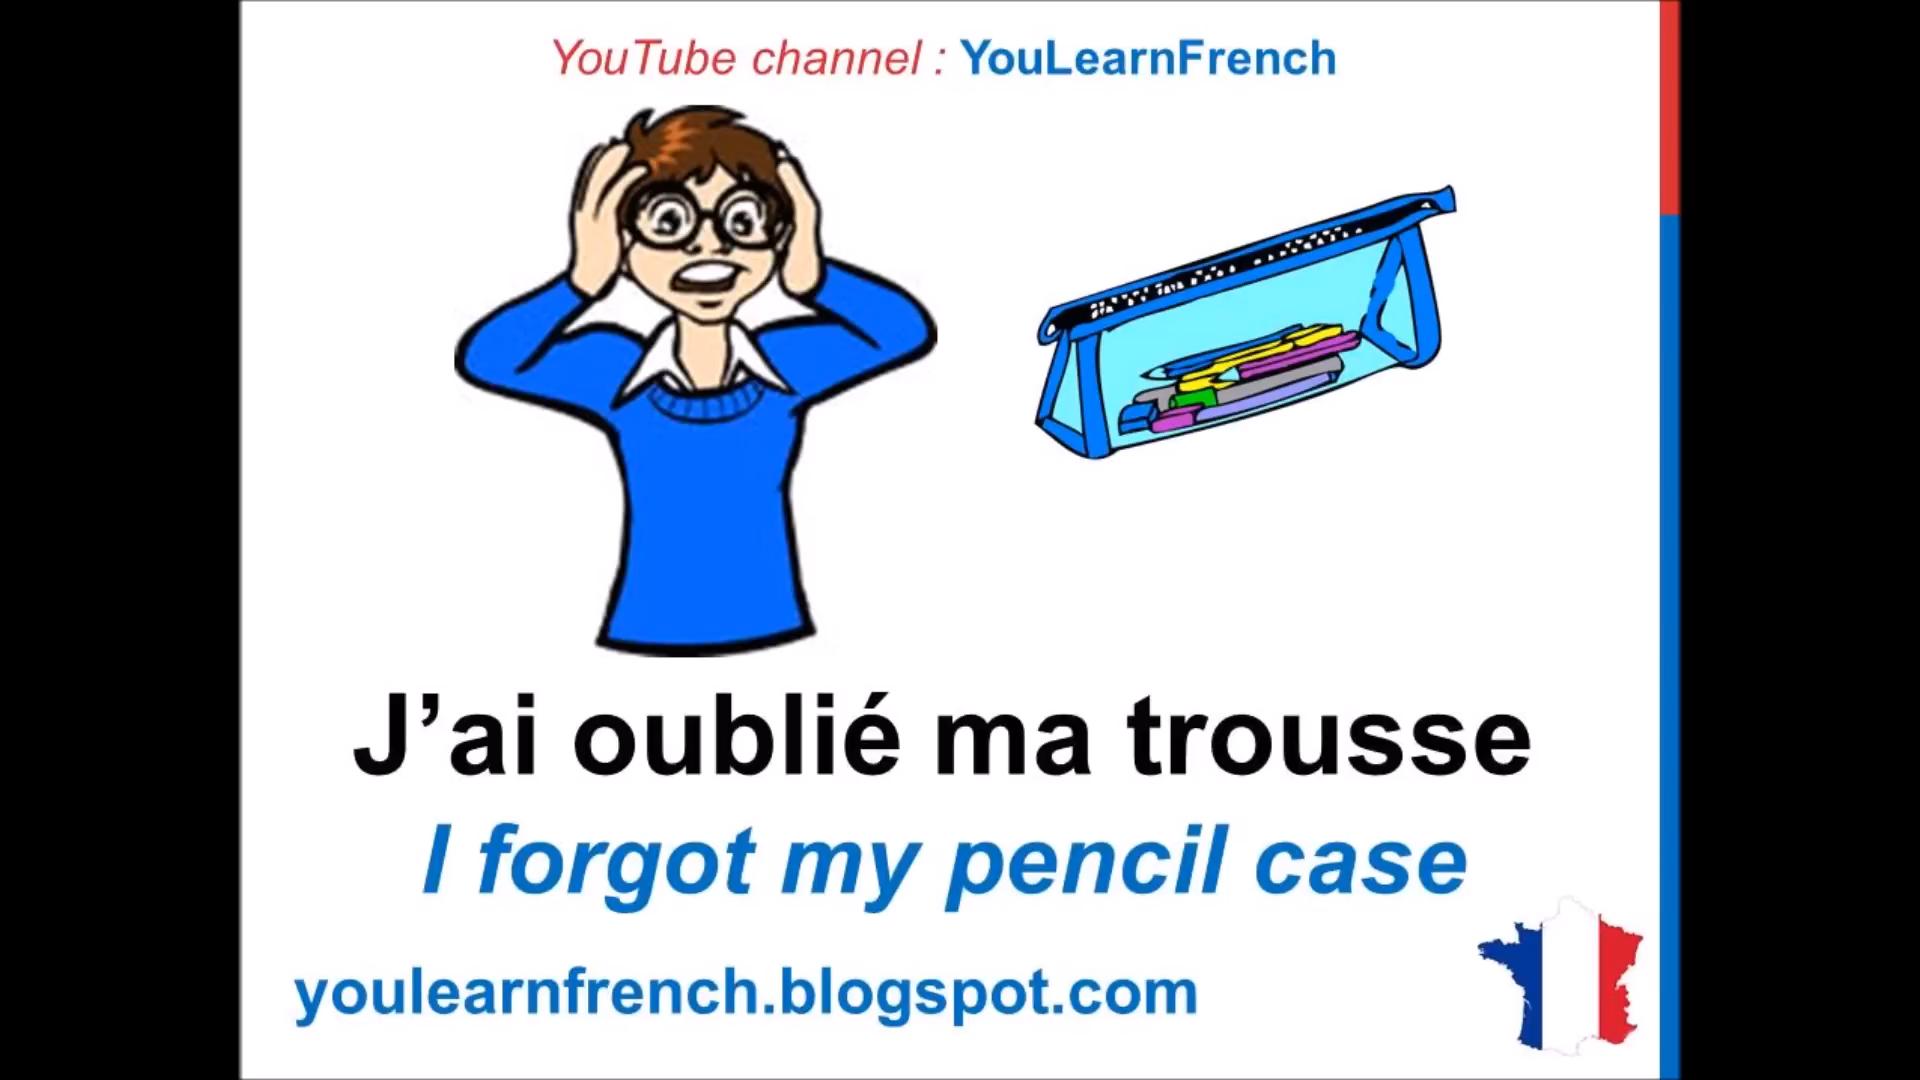 YouTube channel : YouLearnFrench
J’ai oublié ma trousse
I forgot my pencil case
youlearnfrench.blogspot.com